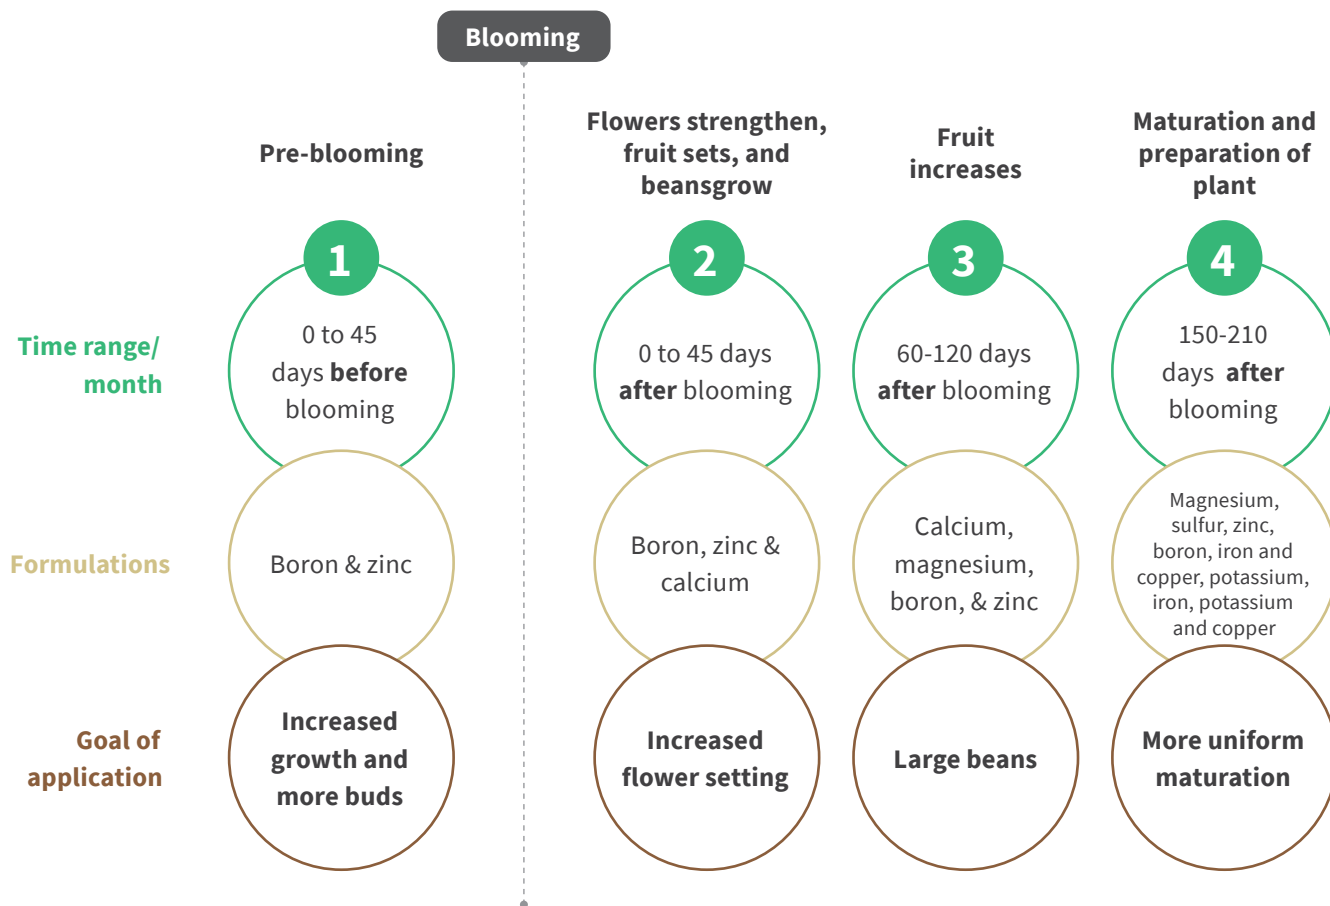 Blooming
Pre-blooming
Flowers strengthen,
fruit sets, and
beansgrow
Fruit
increases
Maturation and
preparation of
plant
1
2
3
4
Time range/
month
0 to 45
days before
blooming
0 to 45 days
after blooming
60-120 days
after blooming
150-210
days after
blooming
Formulations
Boron & zinc
Boron, zinc &
calcium
Calcium,
magnesium,
boron, & zinc
Magnesium,
sulfur, zinc,
boron, iron and
copper, potassium,
iron, potassium
and copper
Goal of
application
Increased
growth and
more buds
Increased
flower setting
Large beans
More uniform
maturation